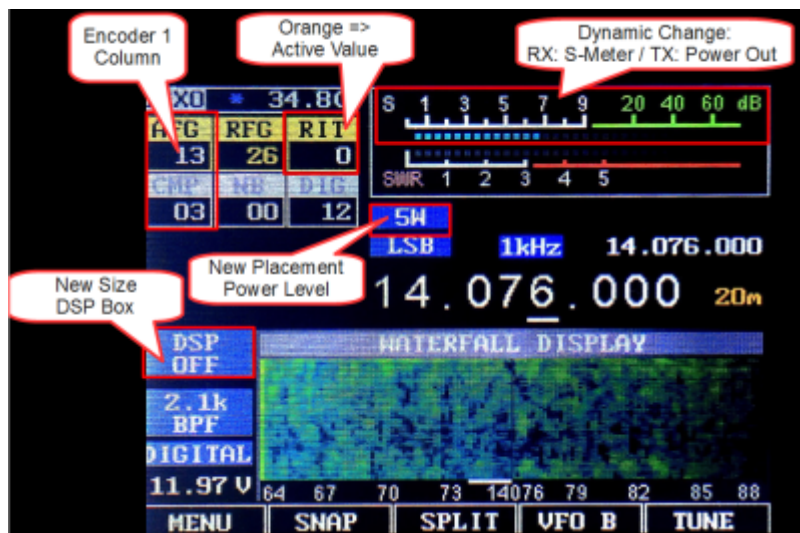 Encoder 1
Column
Orange =>
Active Value
Dynamic Change:
RX: S-Meter / TX: Power Out
* 34.80
S 1 3 5 7 9 20 40 60 dB
AFG RFG RIT
13 26 0
SWR 1 2 3 4 5
CMP NB DIG
03 00 12
5W
LSB 1kHz 14.076.000
New Placement
Power Level
14.076.000 20m
New Size
DSP Box
DSP
OFF
WATERFALL DISPLAY
2.1k
BPF
DIGITAL
11.97 V
64 67 70 73 14076 79 82 85 88
MENU SNAP SPLIT VFO B TUNE